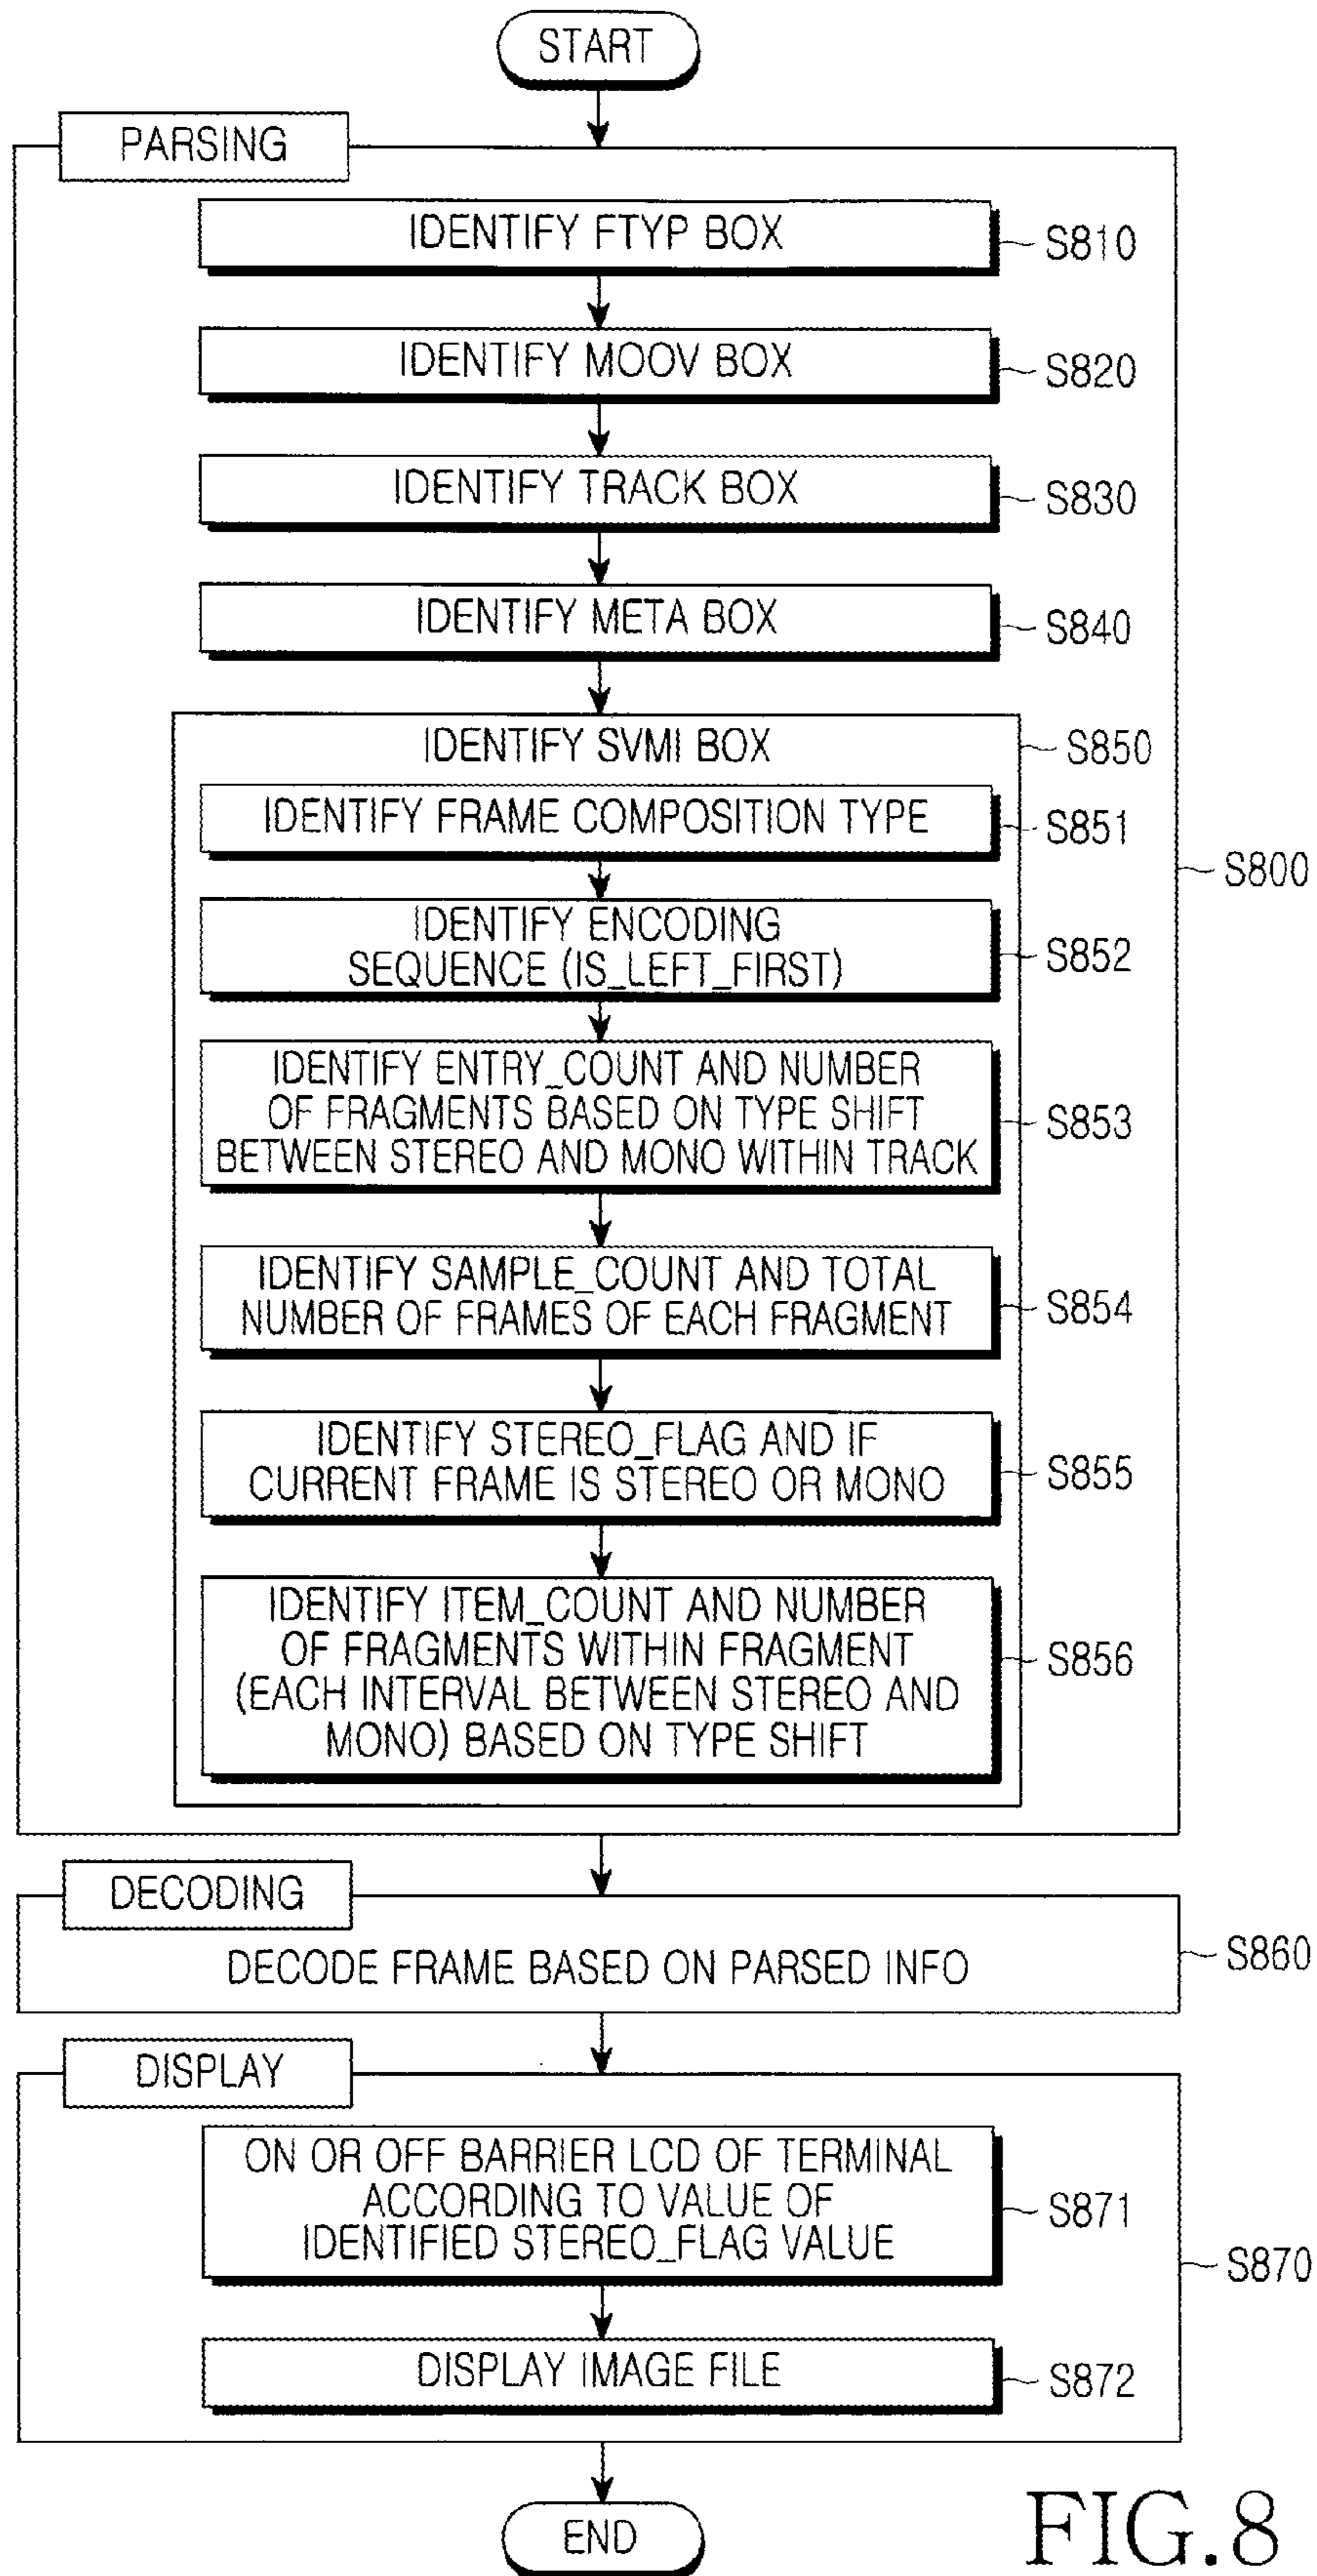 START
PARSING
IDENTIFY FTYP BOX
S810
IDENTIFY MOOV BOX
S820
IDENTIFY TRACK BOX
S830
IDENTIFY META BOX
S840
IDENTIFY SVMI BOX
S850
IDENTIFY FRAME COMPOSITION TYPE
S851
S800
IDENTIFY ENCODING
SEQUENCE (IS_LEFT_FIRST)
S852
IDENTIFY ENTRY_COUNT AND NUMBER
OF FRAGMENTS BASED ON TYPE SHIFT
BETWEEN STEREO AND MONO WITHIN TRACK
S853
IDENTIFY SAMPLE_COUNT AND TOTAL
NUMBER OF FRAMES OF EACH FRAGMENT
S854
IDENTIFY STEREO_FLAG AND IF
CURRENT FRAME IS STEREO OR MONO
S855
IDENTIFY ITEM_COUNT AND NUMBER
OF FRAGMENTS WITHIN FRAGMENT
(EACH INTERVAL BETWEEN STEREO AND
MONO) BASED ON TYPE SHIFT
S856
DECODING
DECODE FRAME BASED ON PARSED INFO
S860
DISPLAY
ON OR OFF BARRIER LCD OF TERMINAL
ACCORDING TO VALUE OF
IDENTIFIED STEREO_FLAG VALUE
S871
S870
DISPLAY IMAGE FILE
S872
END
FIG.8